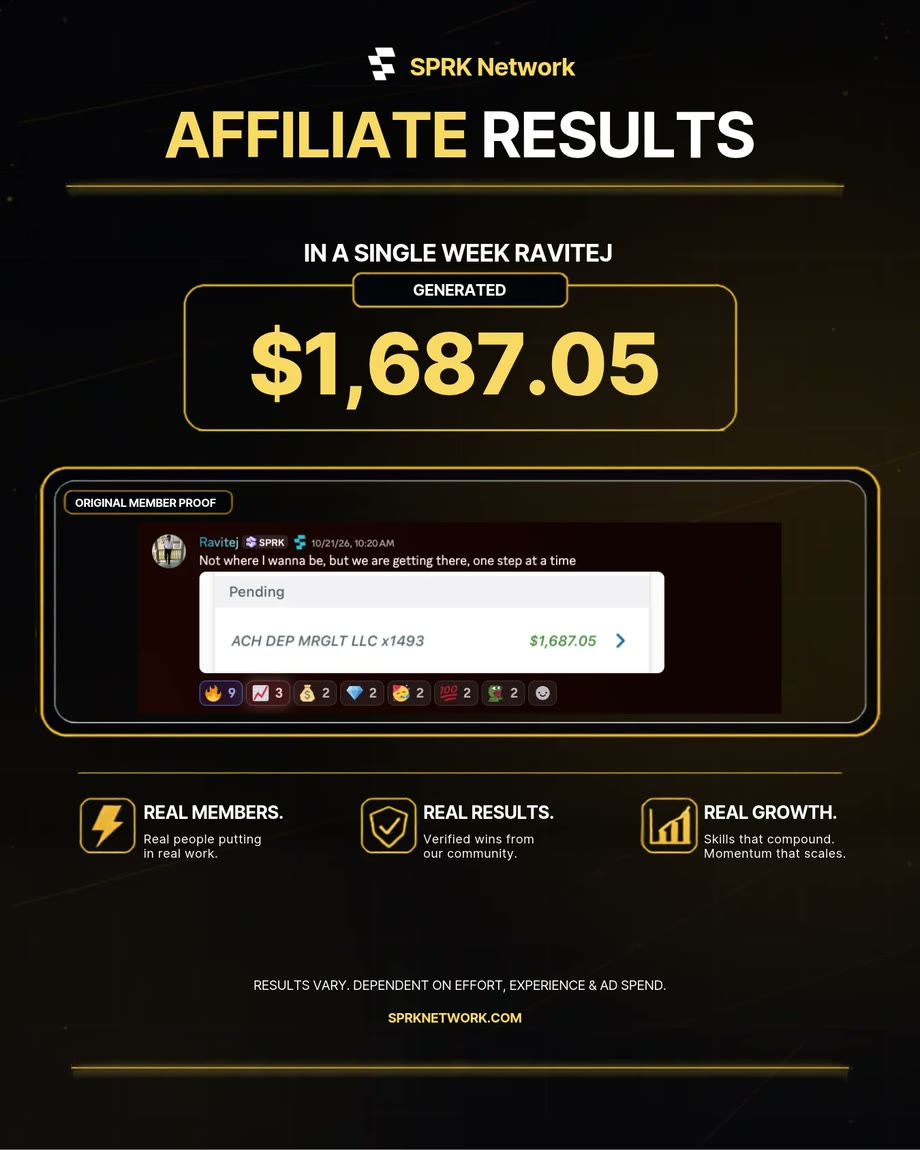 SPRK Network
AFFILIATE RESULTS
IN A SINGLE WEEK RAVITEJ
GENERATED
$1,687.05
ORIGINAL MEMBER PROOF
Ravitej SPRK 10/21/26, 10:20 AM
Not where I wanna be, but we are getting there, one step at a time
Pending
ACH DEP MRGLT LLC x1493 $1,687.05
🔥 9 📈 3 💰 2 💎 2 🥳 2 💯 2 2
REAL MEMBERS.
Real people putting
in real work.
REAL RESULTS.
Verified wins from
our community.
REAL GROWTH.
Skills that compound.
Momentum that scales.
RESULTS VARY. DEPENDENT ON EFFORT, EXPERIENCE & AD SPEND.
SPRKNETWORK.COM